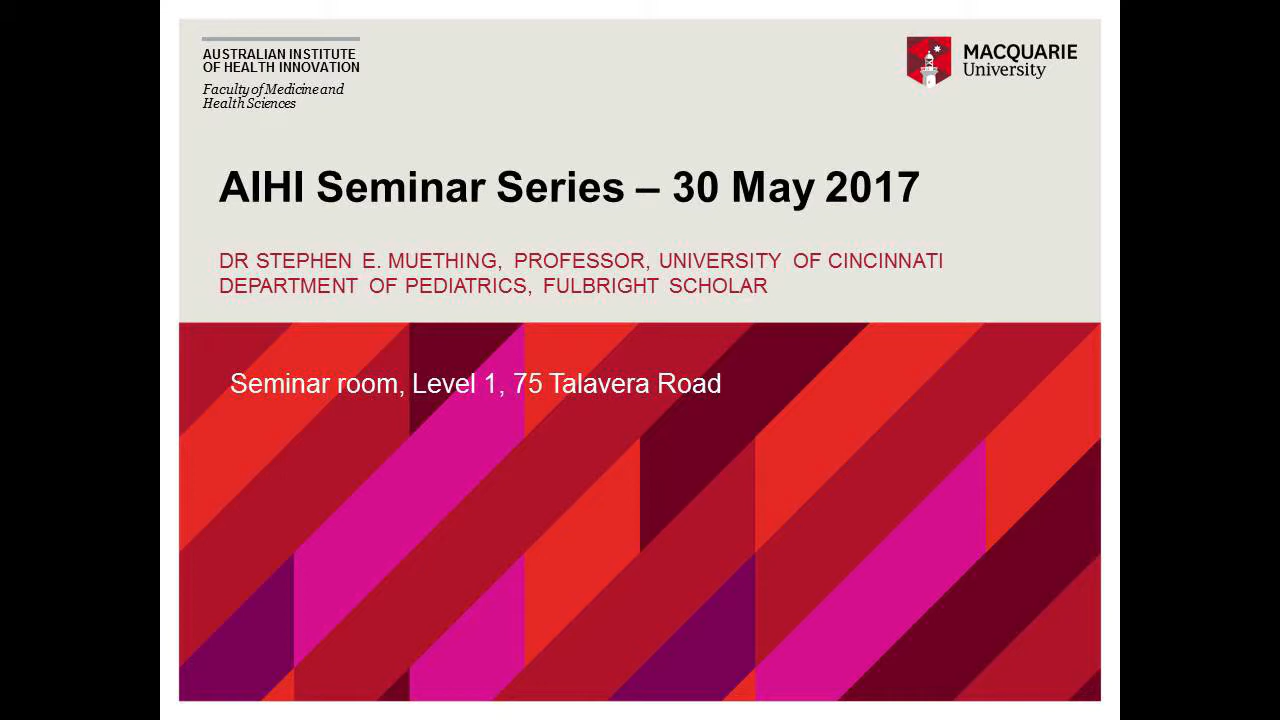 AUSTRALIAN INSTITUTE
OF HEALTH INNOVATION
Faculty of Medicine and
Health Sciences
MACQUARIE
University
AIHI Seminar Series – 30 May 2017
DR STEPHEN E. MUETHING, PROFESSOR, UNIVERSITY OF CINCINNATI
DEPARTMENT OF PEDIATRICS, FULBRIGHT SCHOLAR
Seminar room, Level 1, 75 Talavera Road